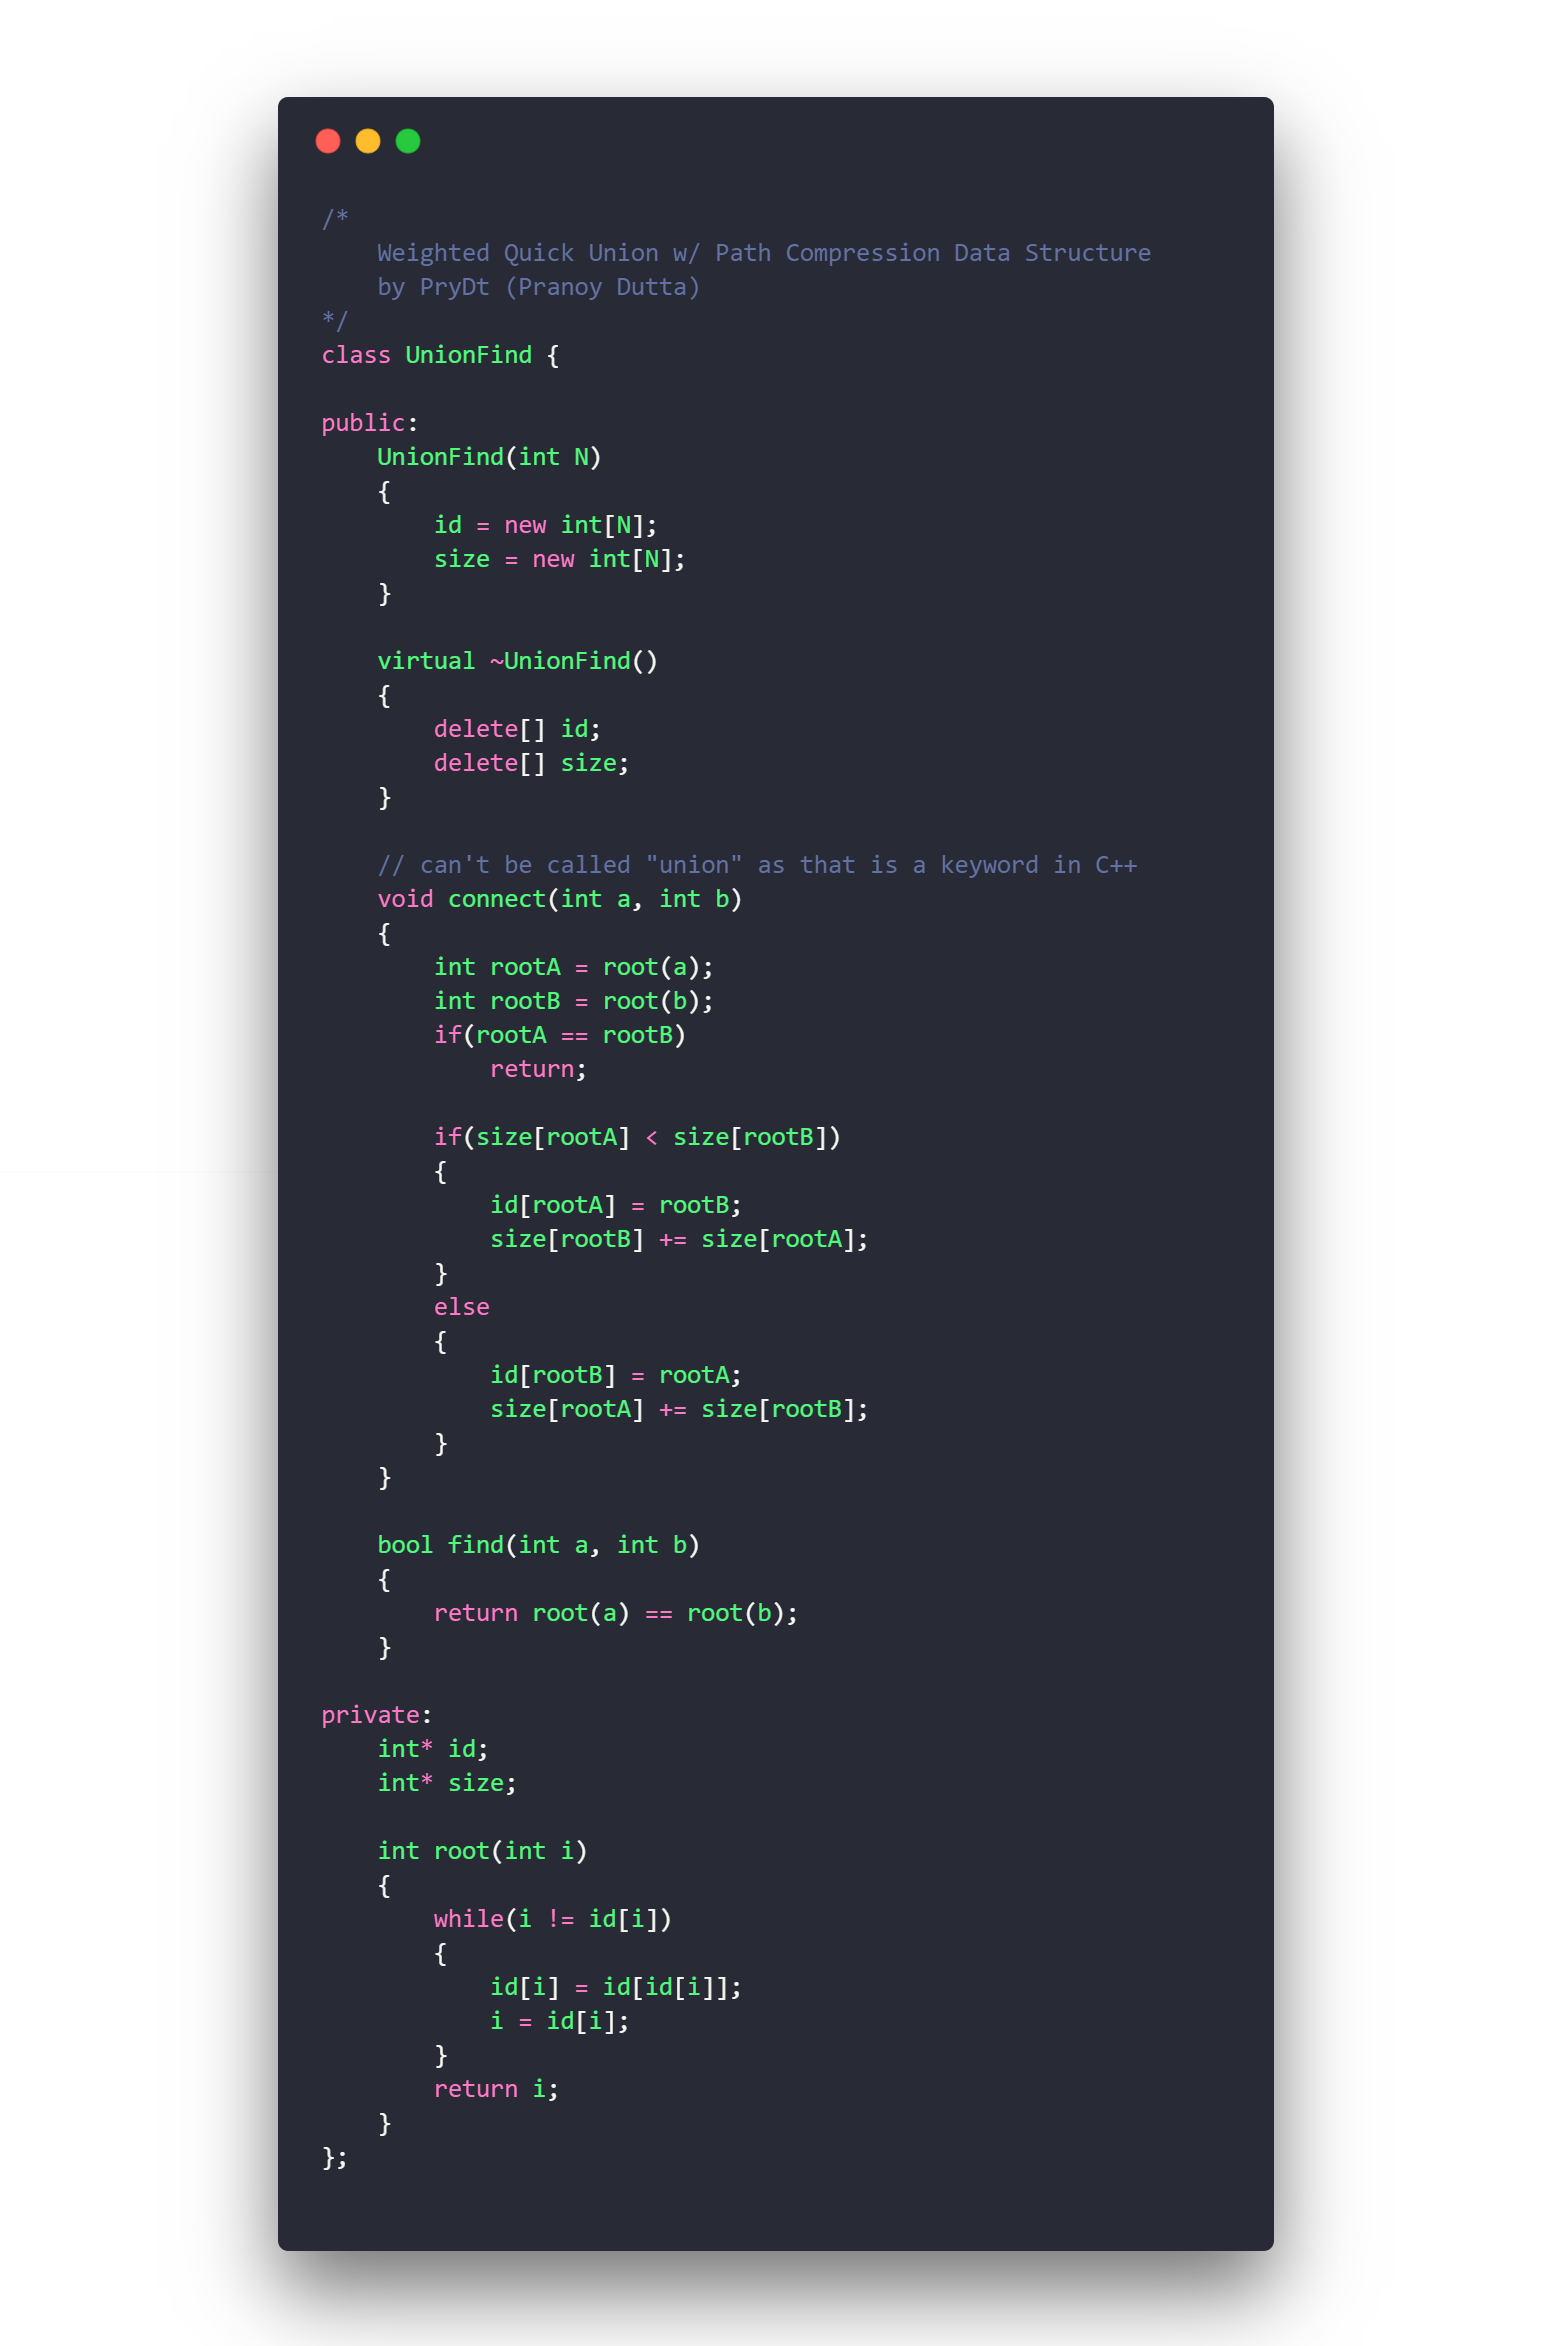 /*
    Weighted Quick Union w/ Path Compression Data Structure
    by PryDt (Pranoy Dutta)
*/
class UnionFind {

public:
    UnionFind(int N)
    {
        id = new int[N];
        size = new int[N];
    }

    virtual ~UnionFind()
    {
        delete[] id;
        delete[] size;
    }

    // can't be called "union" as that is a keyword in C++
    void connect(int a, int b)
    {
        int rootA = root(a);
        int rootB = root(b);
        if(rootA == rootB)
            return;

        if(size[rootA] < size[rootB])
        {
            id[rootA] = rootB;
            size[rootB] += size[rootA];
        }
        else
        {
            id[rootB] = rootA;
            size[rootA] += size[rootB];
        }
    }

    bool find(int a, int b)
    {
        return root(a) == root(b);
    }

private:
    int* id;
    int* size;

    int root(int i)
    {
        while(i != id[i])
        {
            id[i] = id[id[i]];
            i = id[i];
        }
        return i;
    }
};